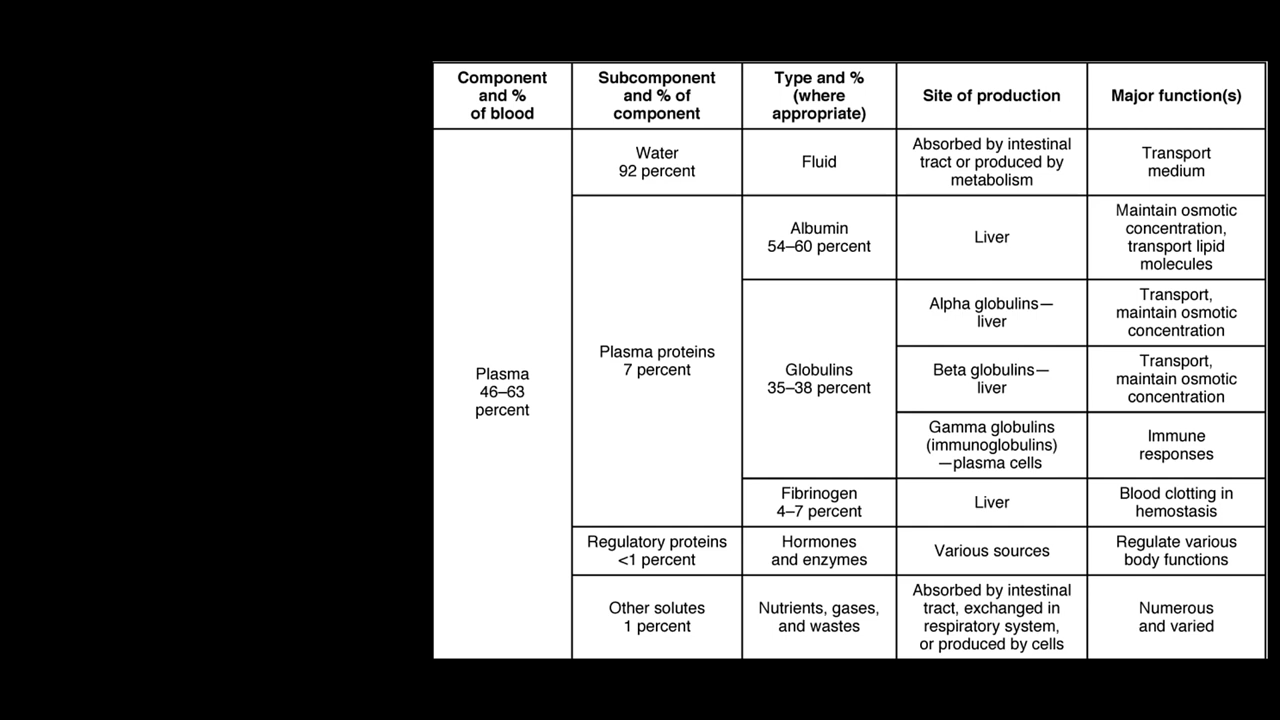 Component
and %
of blood
Subcomponent
and % of
component
Type and %
(where
appropriate)
Site of production
Major function(s)
Plasma
46–63
percent
Water
92 percent
Fluid
Absorbed by intestinal
tract or produced by
metabolism
Transport
medium
Plasma proteins
7 percent
Albumin
54–60 percent
Liver
Maintain osmotic
concentration,
transport lipid
molecules
Globulins
35–38 percent
Alpha globulins—
liver
Transport,
maintain osmotic
concentration
Beta globulins—
liver
Transport,
maintain osmotic
concentration
Gamma globulins
(immunoglobulins)
—plasma cells
Immune
responses
Fibrinogen
4–7 percent
Liver
Blood clotting in
hemostasis
Regulatory proteins
<1 percent
Hormones
and enzymes
Various sources
Regulate various
body functions
Other solutes
1 percent
Nutrients, gases,
and wastes
Absorbed by intestinal
tract, exchanged in
respiratory system,
or produced by cells
Numerous
and varied